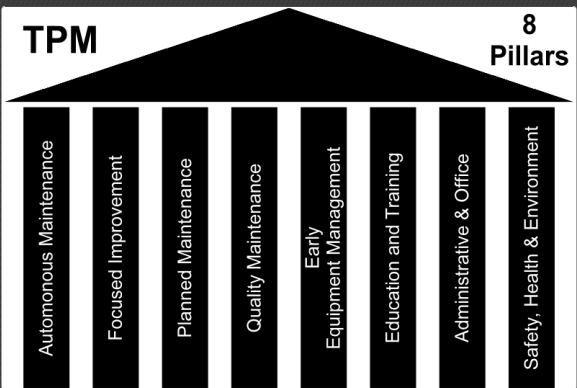 TPM
8
Pillars
Automonous Maintenance
Focused Improvement
Planned Maintenance
Quality Maintenance
Early
Equipment Management
Education and Training
Administrative & Office
Safety, Health & Environment